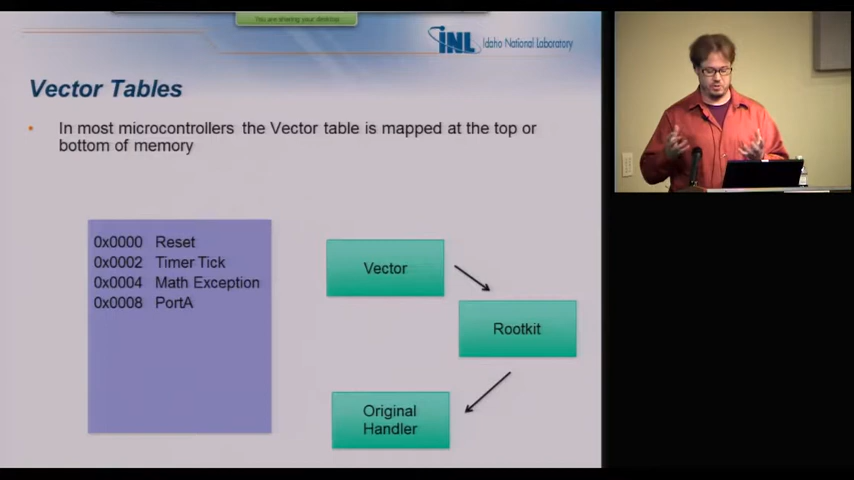 You are sharing your desktop
INL Idaho National Laboratory
Vector Tables
In most microcontrollers the Vector table is mapped at the top or
bottom of memory
0x0000 Reset
0x0002 Timer Tick
0x0004 Math Exception
0x0008 PortA
Vector
Rootkit
Original
Handler